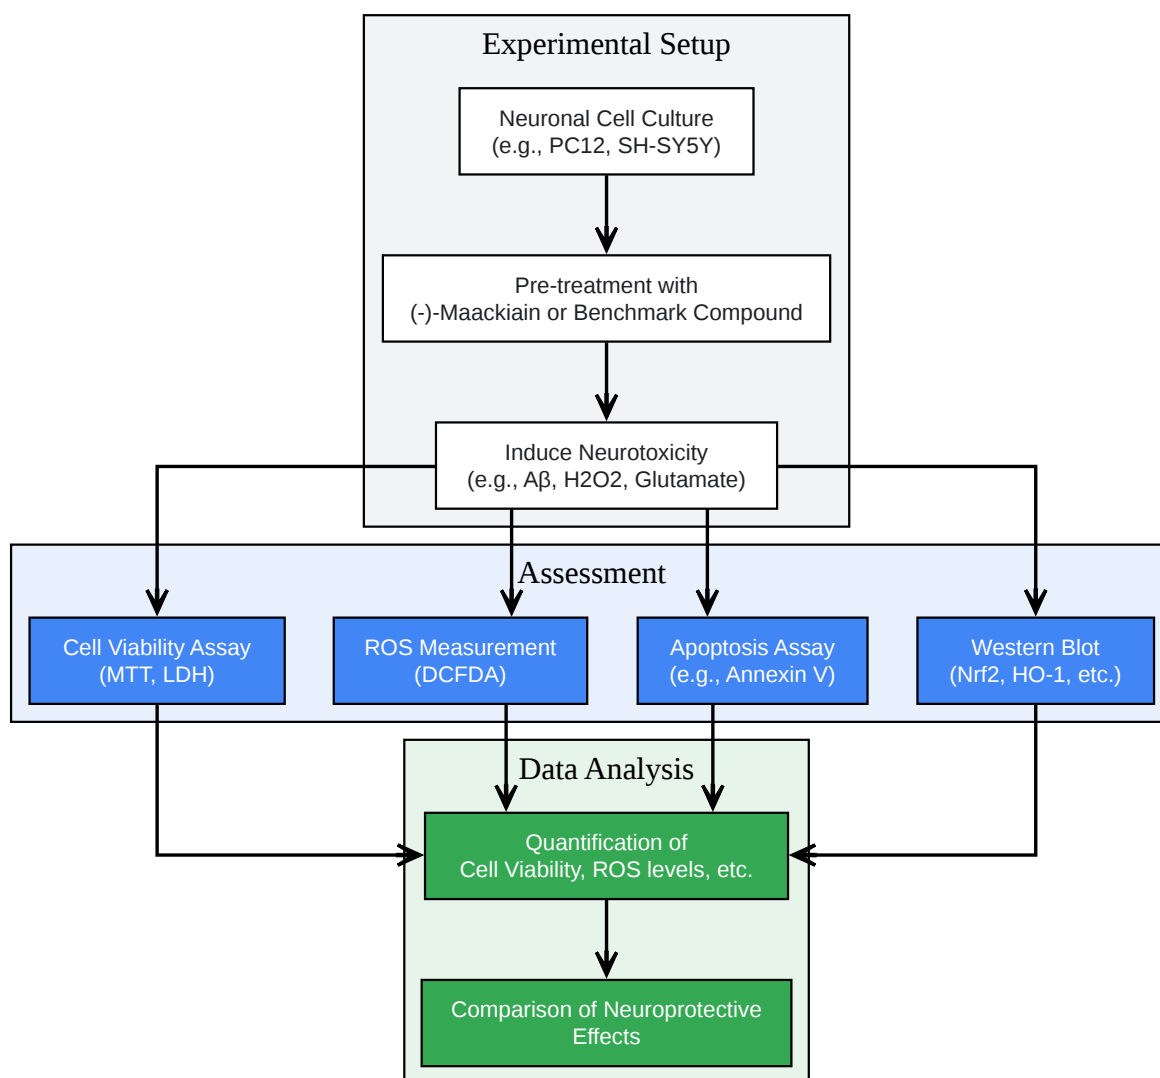 Experimental Setup
Neuronal Cell Culture
(e.g., PC12, SH-SY5Y)
Pre-treatment with
(-)-Maackiain or Benchmark Compound
Induce Neurotoxicity
(e.g., Aβ, H2O2, Glutamate)
Assessment
Cell Viability Assay
(MTT, LDH)
ROS Measurement
(DCFDA)
Apoptosis Assay
(e.g., Annexin V)
Western Blot
(Nrf2, HO-1, etc.)
Data Analysis
Quantification of
Cell Viability, ROS levels, etc.
Comparison of Neuroprotective
Effects